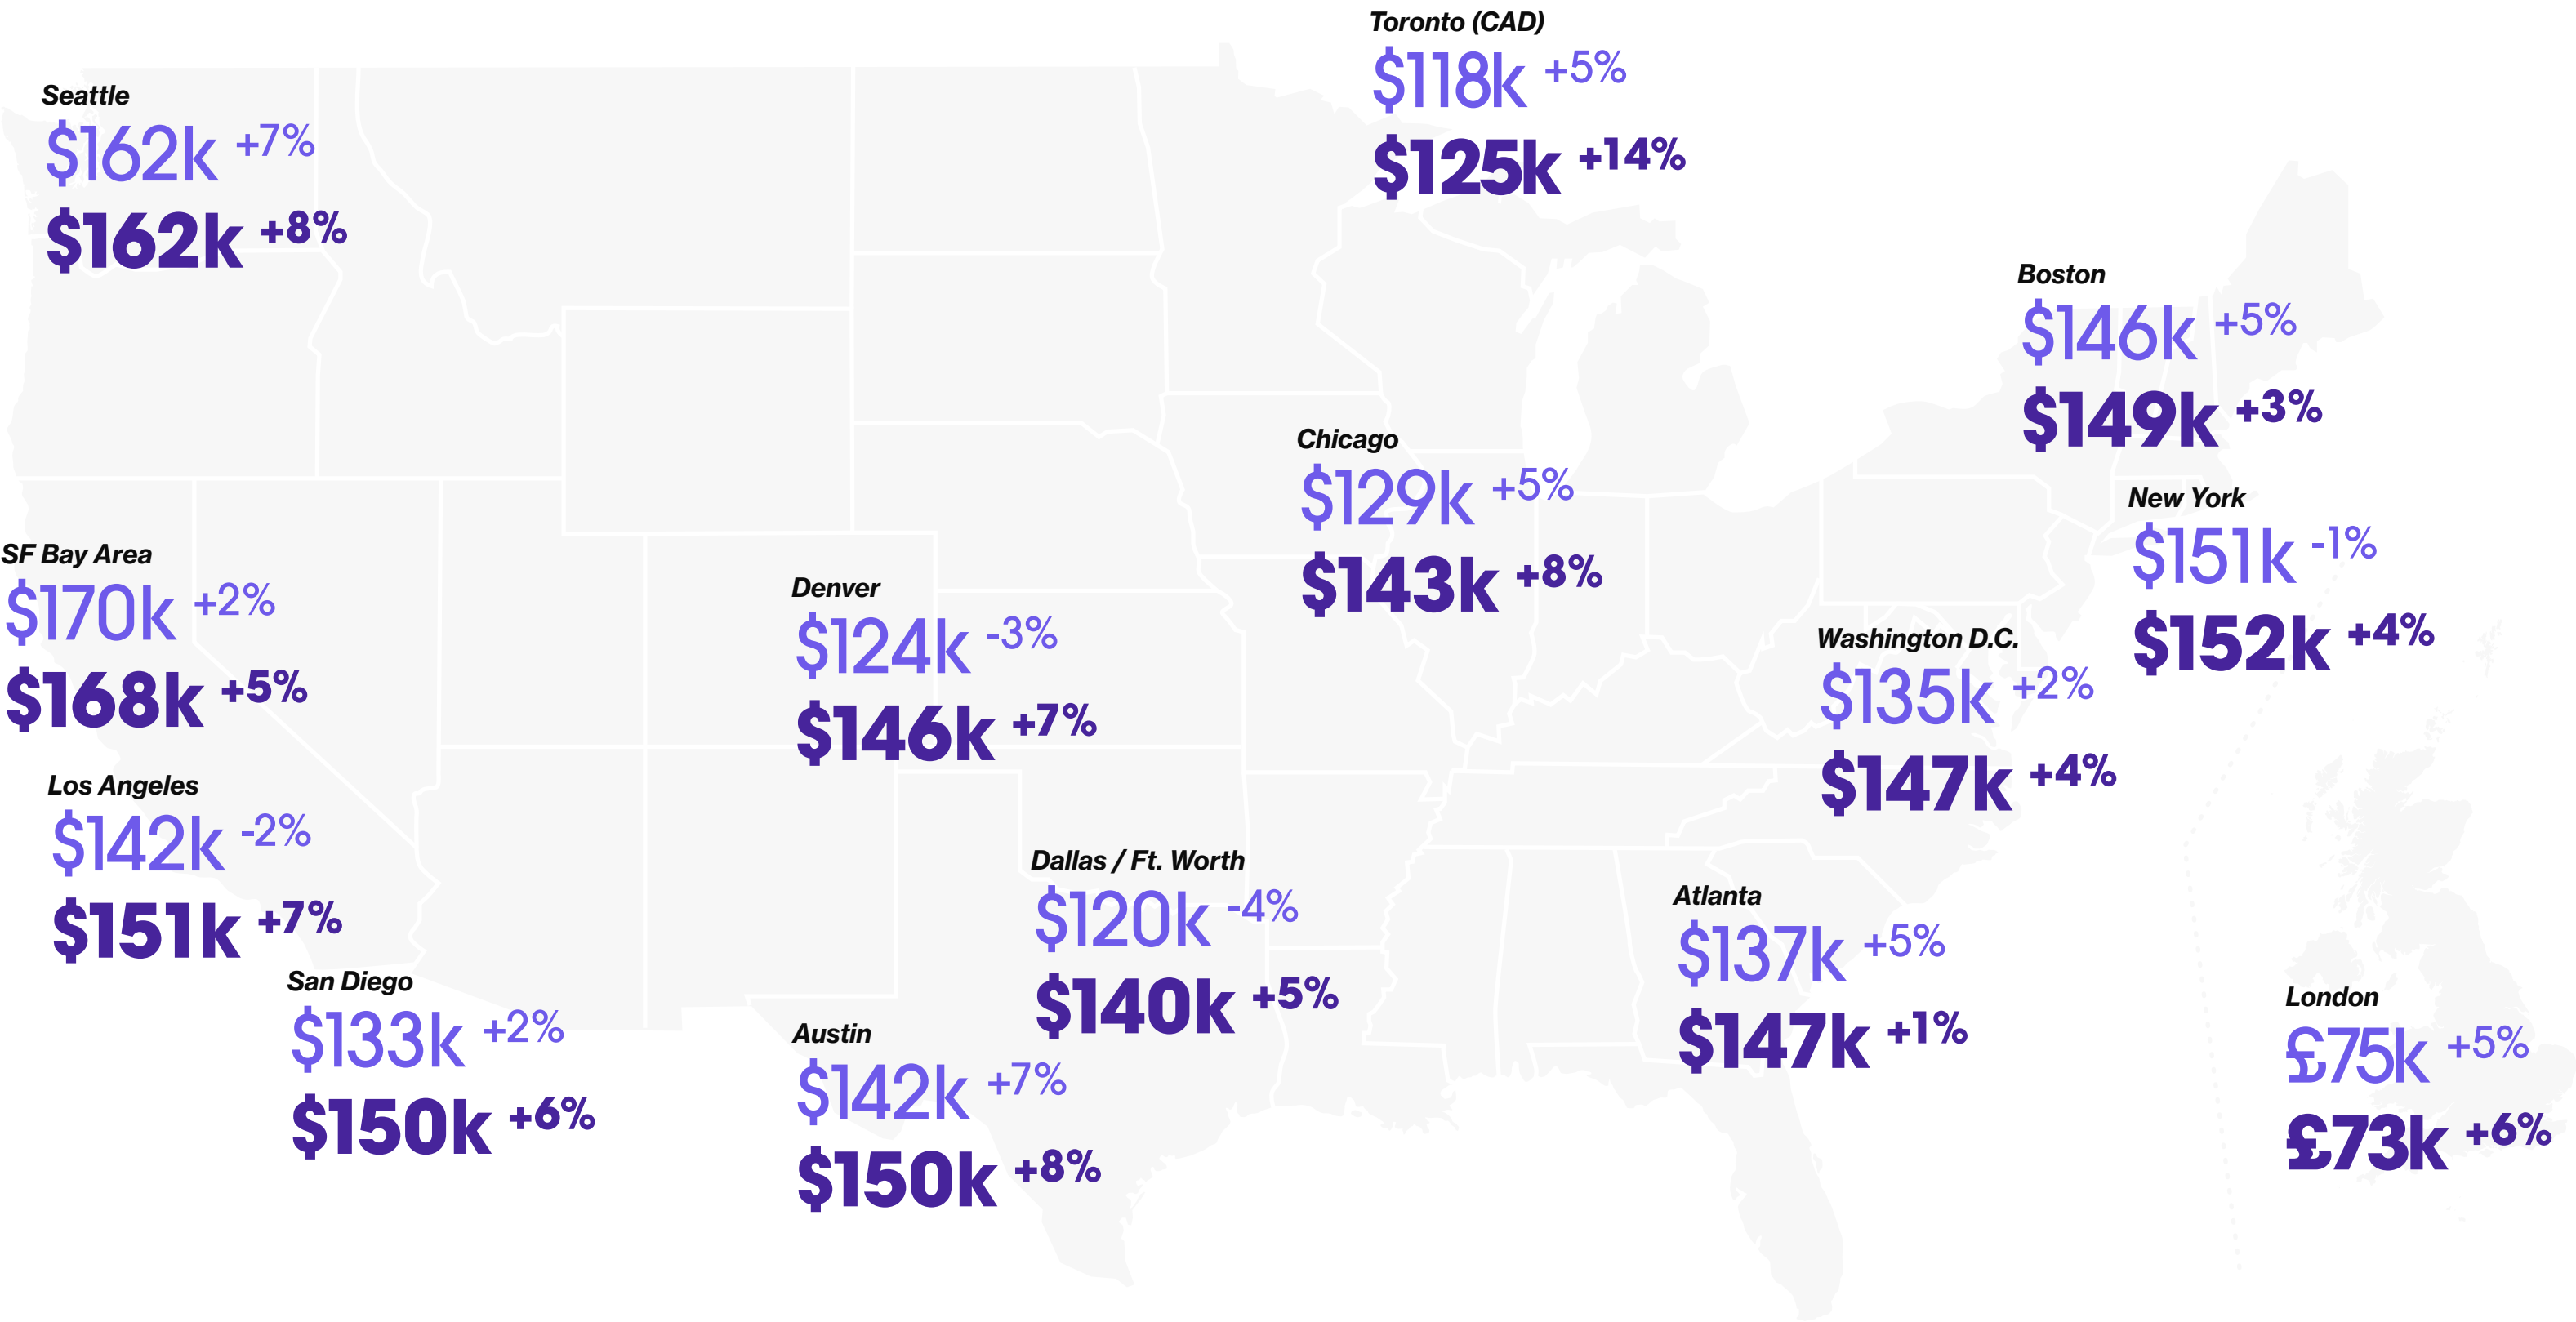 Toronto (CAD)
$118k +5%
$125k +14%
Seattle
$162k +7%
$162k +8%
Boston
$146k +5%
$149k +3%
Chicago
$129k +5%
$143k +8%
New York
$151k -1%
$152k +4%
SF Bay Area
$170k +2%
$168k +5%
Denver
$124k -3%
$146k +7%
Washington D.C.
$135k +2%
$147k +4%
Los Angeles
$142k -2%
$151k +7%
Dallas / Ft. Worth
$120k -4%
$140k +5%
Atlanta
$137k +5%
$147k +1%
San Diego
$133k +2%
$150k +6%
Austin
$142k +7%
$150k +8%
London
£75k +5%
£73k +6%